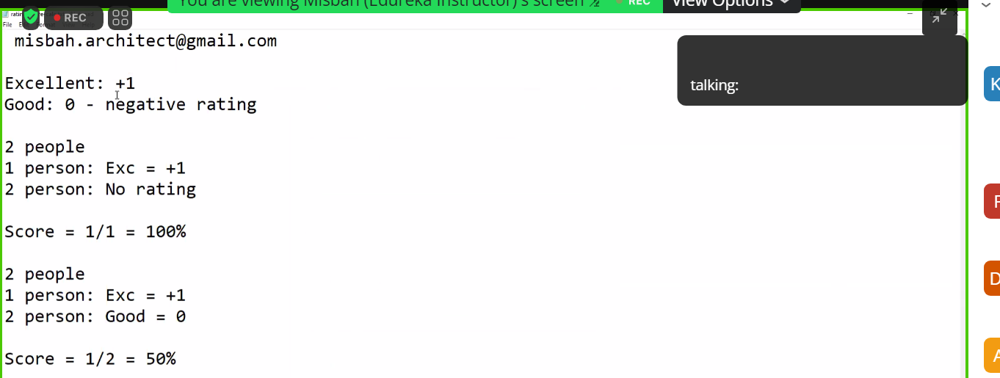 You are viewing Misbah (Edureka Instructor)'s screen
REC
View Options
REC
File
misbah.architect@gmail.com
talking:
Excellent: +1
Good: 0 - negative rating
2 people
1 person: Exc = +1
2 person: No rating
Score = 1/1 = 100%
2 people
1 person: Exc = +1
2 person: Good = 0
Score = 1/2 = 50%
K
D
A